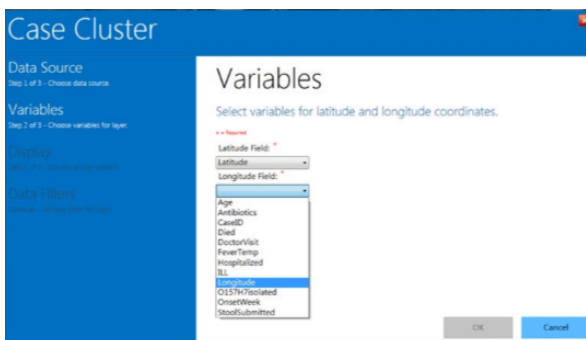 Case Cluster
Data Source
Step 1 of 3 - Choose data source.
Variables
Step 2 of 3 - Choose variables for layer.
Display
Data Filters
Variables
Select variables for latitude and longitude coordinates.
* = Required
Latitude Field: *
Latitude
Longitude Field: *
Age
Antibiotics
CaseID
Died
DoctorVisit
FeverTemp
Hospitalized
ILL
Longitude
O157H7isolated
OnsetWeek
StoolSubmitted
OK
Cancel